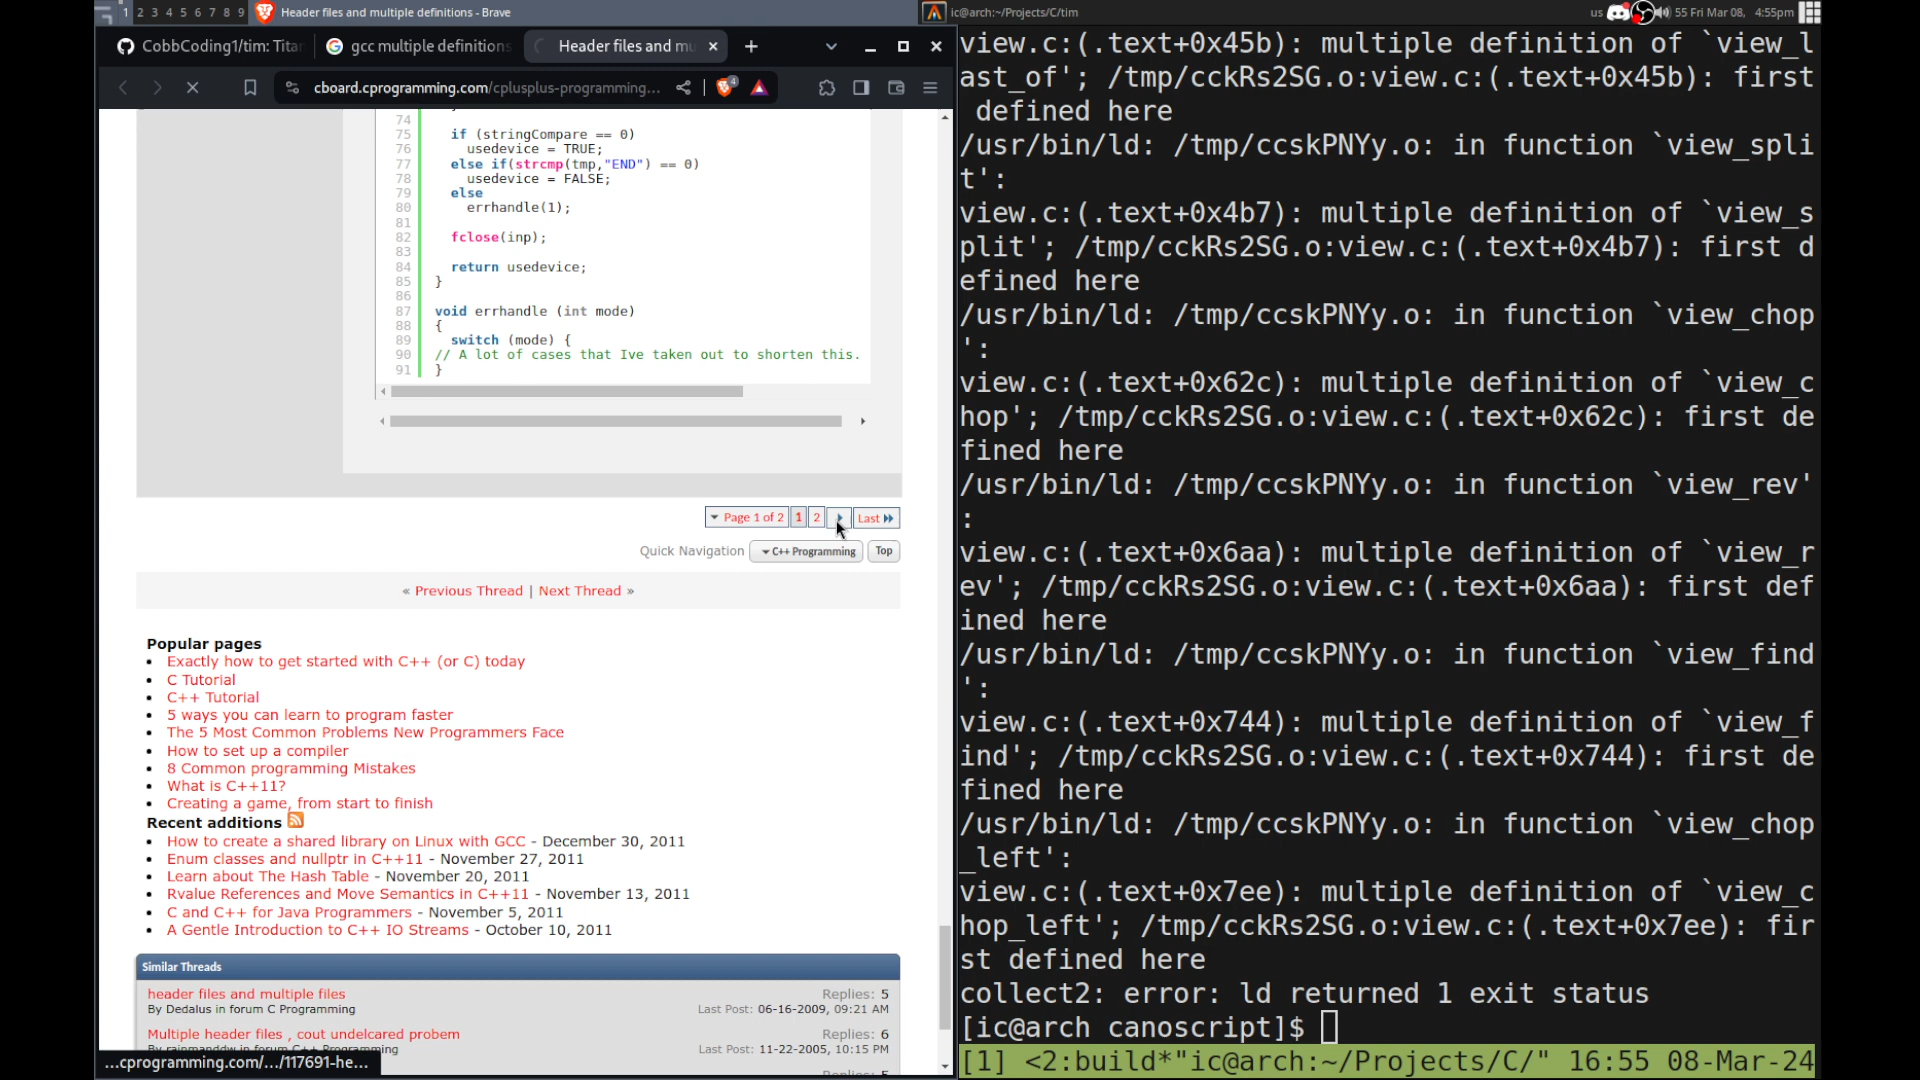 1 2 3 4 5 6 7 8 9 Header files and multiple definitions - Brave
ic@arch:~/Projects/C/tim
us 55 Fri Mar 08, 4:55pm
CobbCoding1/tim: Titan
gcc multiple definitions
Header files and mu
cboard.cprogramming.com/cplusplus-programming...
4
74
75 if (stringCompare == 0)
76 usedevice = TRUE;
77 else if(strcmp(tmp,"END") == 0)
78 usedevice = FALSE;
79 else
80 errhandle(1);
81
82 fclose(inp);
83
84 return usedevice;
85 }
86
87 void errhandle (int mode)
88 {
89 switch (mode) {
90 // A lot of cases that Ive taken out to shorten this.
91 }
Page 1 of 2 1 2 Last
Quick Navigation C++ Programming Top
« Previous Thread | Next Thread »
Popular pages
• Exactly how to get started with C++ (or C) today
• C Tutorial
• C++ Tutorial
• 5 ways you can learn to program faster
• The 5 Most Common Problems New Programmers Face
• How to set up a compiler
• 8 Common programming Mistakes
• What is C++11?
• Creating a game, from start to finish
Recent additions
• How to create a shared library on Linux with GCC - December 30, 2011
• Enum classes and nullptr in C++11 - November 27, 2011
• Learn about The Hash Table - November 20, 2011
• Rvalue References and Move Semantics in C++11 - November 13, 2011
• C and C++ for Java Programmers - November 5, 2011
• A Gentle Introduction to C++ IO Streams - October 10, 2011
Similar Threads
header files and multiple files Replies: 5
By Dedalus in forum C Programming Last Post: 06-16-2009, 09:21 AM
Multiple header files , cout undelcared probem Replies: 6
By rainmanddw in forum C++ Programming Last Post: 11-22-2005, 10:15 PM
...cprogramming.com/.../117691-he...
view.c:(.text+0x45b): multiple definition of `view_l
ast_of'; /tmp/cckRs2SG.o:view.c:(.text+0x45b): first
defined here
/usr/bin/ld: /tmp/ccskPNYy.o: in function `view_spli
t':
view.c:(.text+0x4b7): multiple definition of `view_s
plit'; /tmp/cckRs2SG.o:view.c:(.text+0x4b7): first d
efined here
/usr/bin/ld: /tmp/ccskPNYy.o: in function `view_chop
':
view.c:(.text+0x62c): multiple definition of `view_c
hop'; /tmp/cckRs2SG.o:view.c:(.text+0x62c): first de
fined here
/usr/bin/ld: /tmp/ccskPNYy.o: in function `view_rev'
:
view.c:(.text+0x6aa): multiple definition of `view_r
ev'; /tmp/cckRs2SG.o:view.c:(.text+0x6aa): first def
ined here
/usr/bin/ld: /tmp/ccskPNYy.o: in function `view_find
':
view.c:(.text+0x744): multiple definition of `view_f
ind'; /tmp/cckRs2SG.o:view.c:(.text+0x744): first de
fined here
/usr/bin/ld: /tmp/ccskPNYy.o: in function `view_chop
_left':
view.c:(.text+0x7ee): multiple definition of `view_c
hop_left'; /tmp/cckRs2SG.o:view.c:(.text+0x7ee): fir
st defined here
collect2: error: ld returned 1 exit status
[ic@arch canoscript]$
[1] <2:build*"ic@arch:~/Projects/C/" 16:55 08-Mar-24